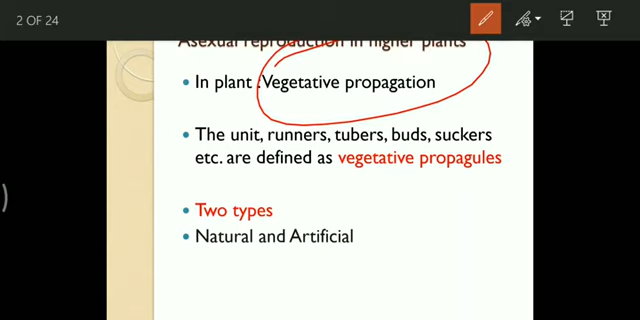 2 OF 24
Asexual reproduction in higher plants
• In plant :Vegetative propagation
• The unit, runners, tubers, buds, suckers
etc. are defined as vegetative propagules
• Two types
• Natural and Artificial